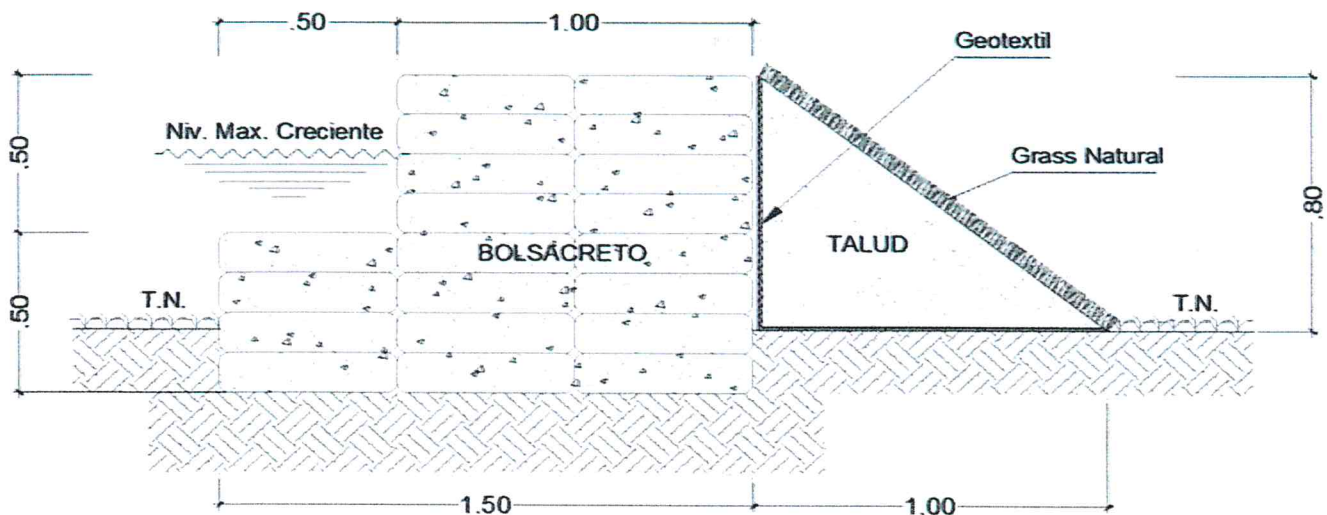 .50
1.00
Geotextil
Niv. Max. Creciente
.50
Grass Natural
.80
BOLSACRETO
TALUD
T.N.
T.N.
.50
1.50
1.00